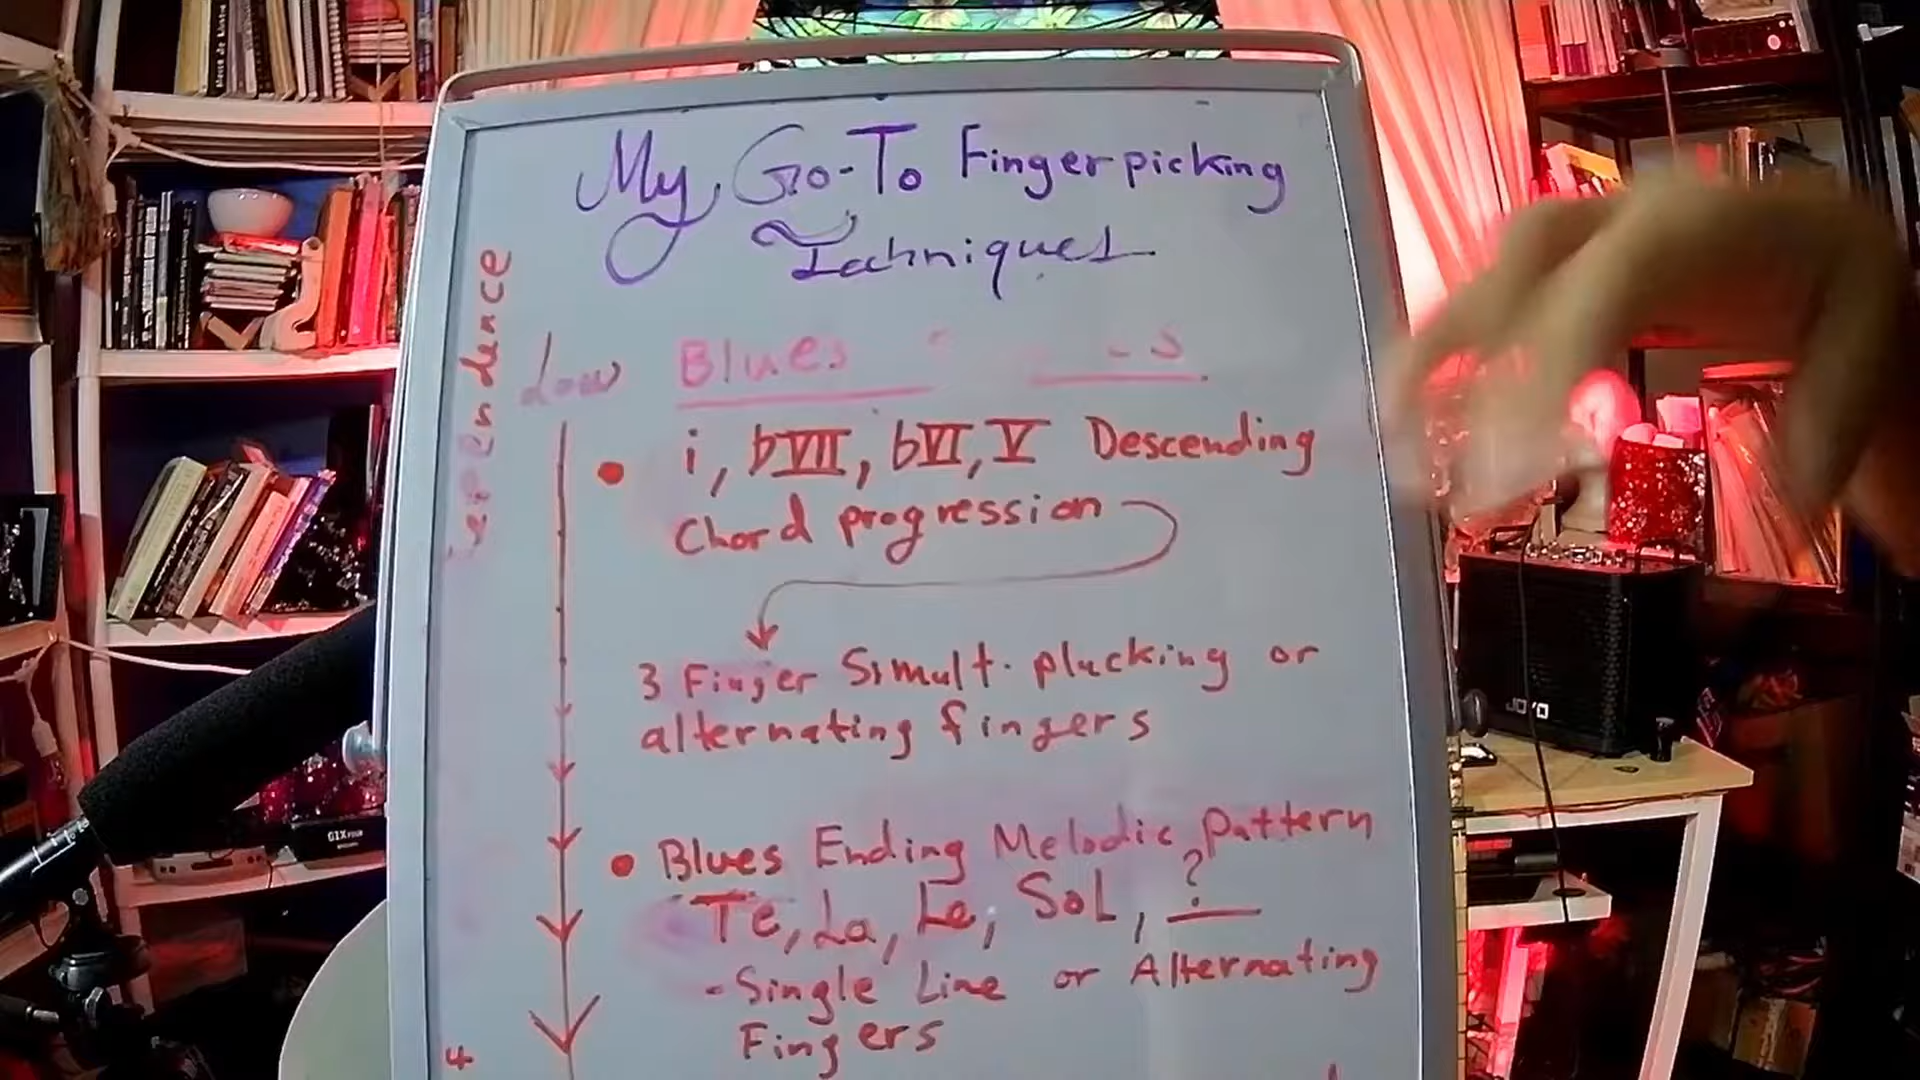 My Go-To Fingerpicking
Techniques
Low Blues
i, bVII, bVI, V Descending
Chord progression
3 Finger Simult. plucking or
alternating fingers
Blues Ending Melodic pattern
Te, La, Le, SoL, ?
- Single Line or Alternating
Fingers
JOYO